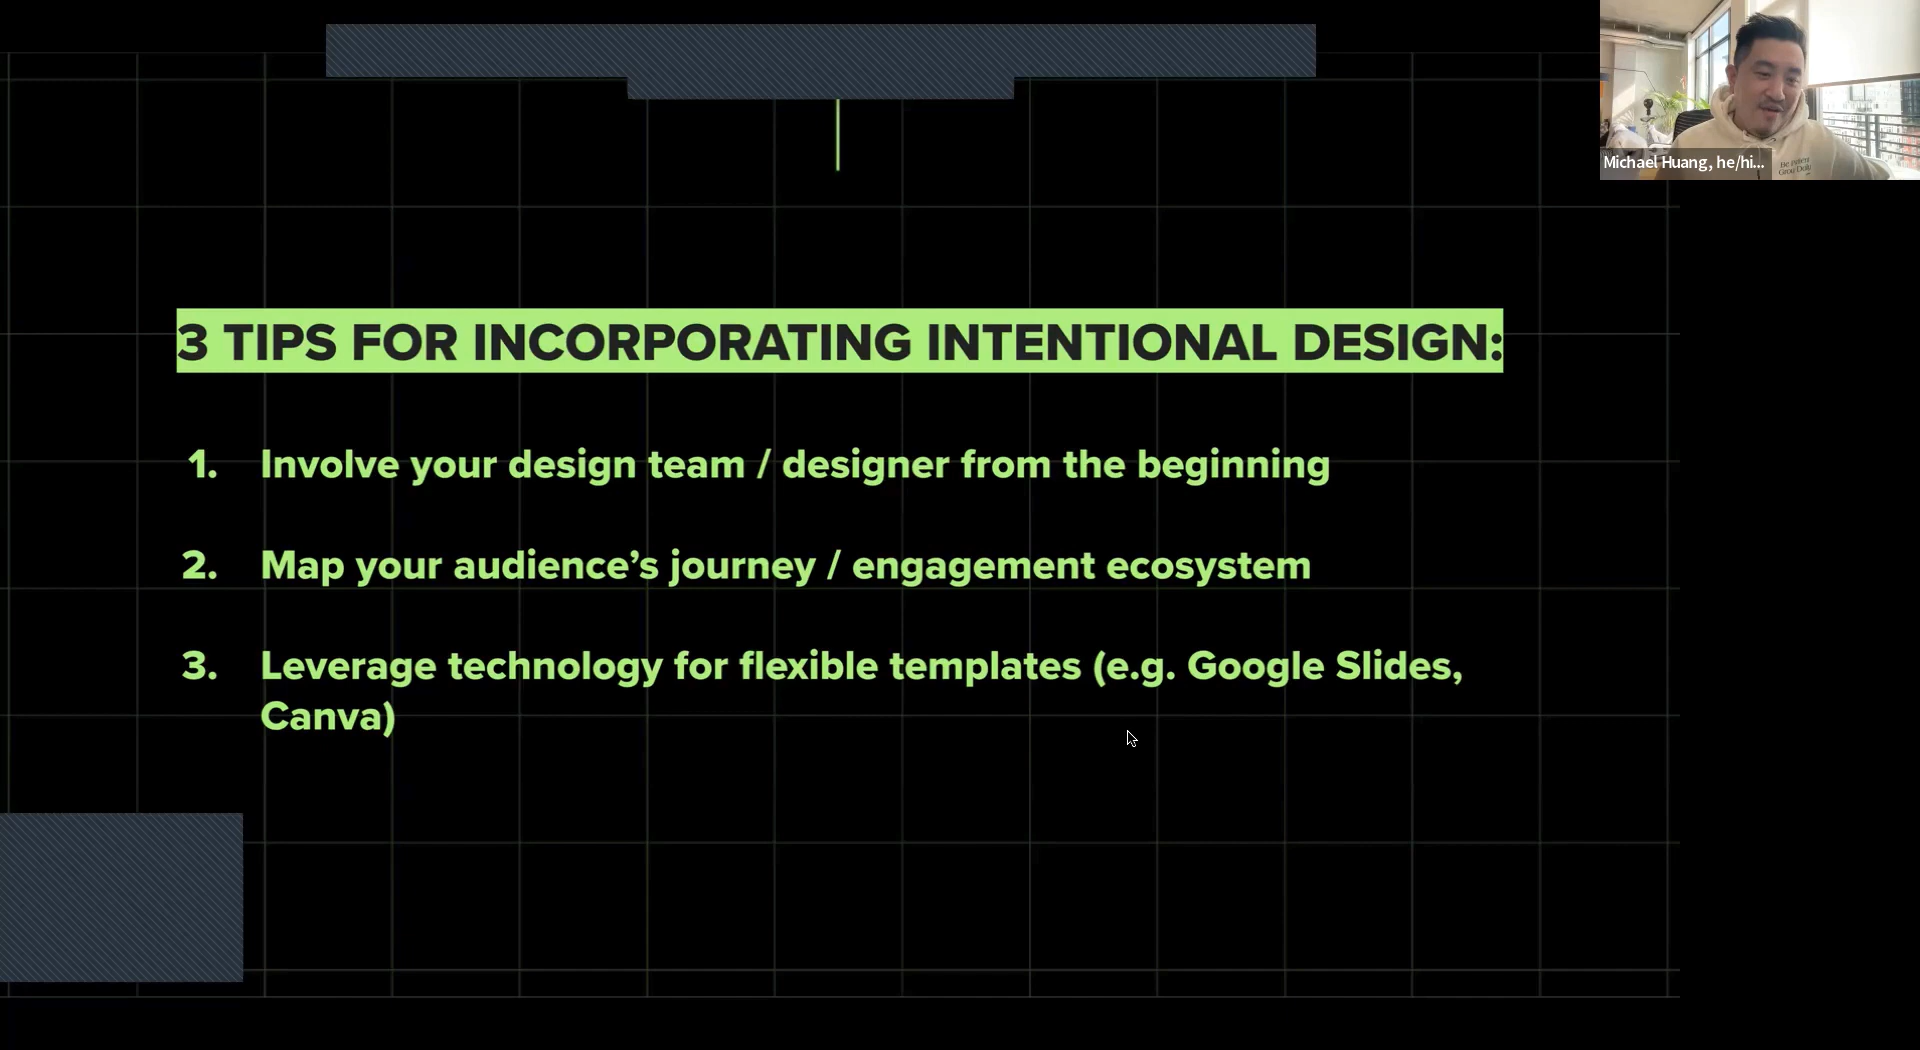 Michael Huang, he/hi...
3 TIPS FOR INCORPORATING INTENTIONAL DESIGN:
1. Involve your design team / designer from the beginning
2. Map your audience’s journey / engagement ecosystem
3. Leverage technology for flexible templates (e.g. Google Slides,
Canva)